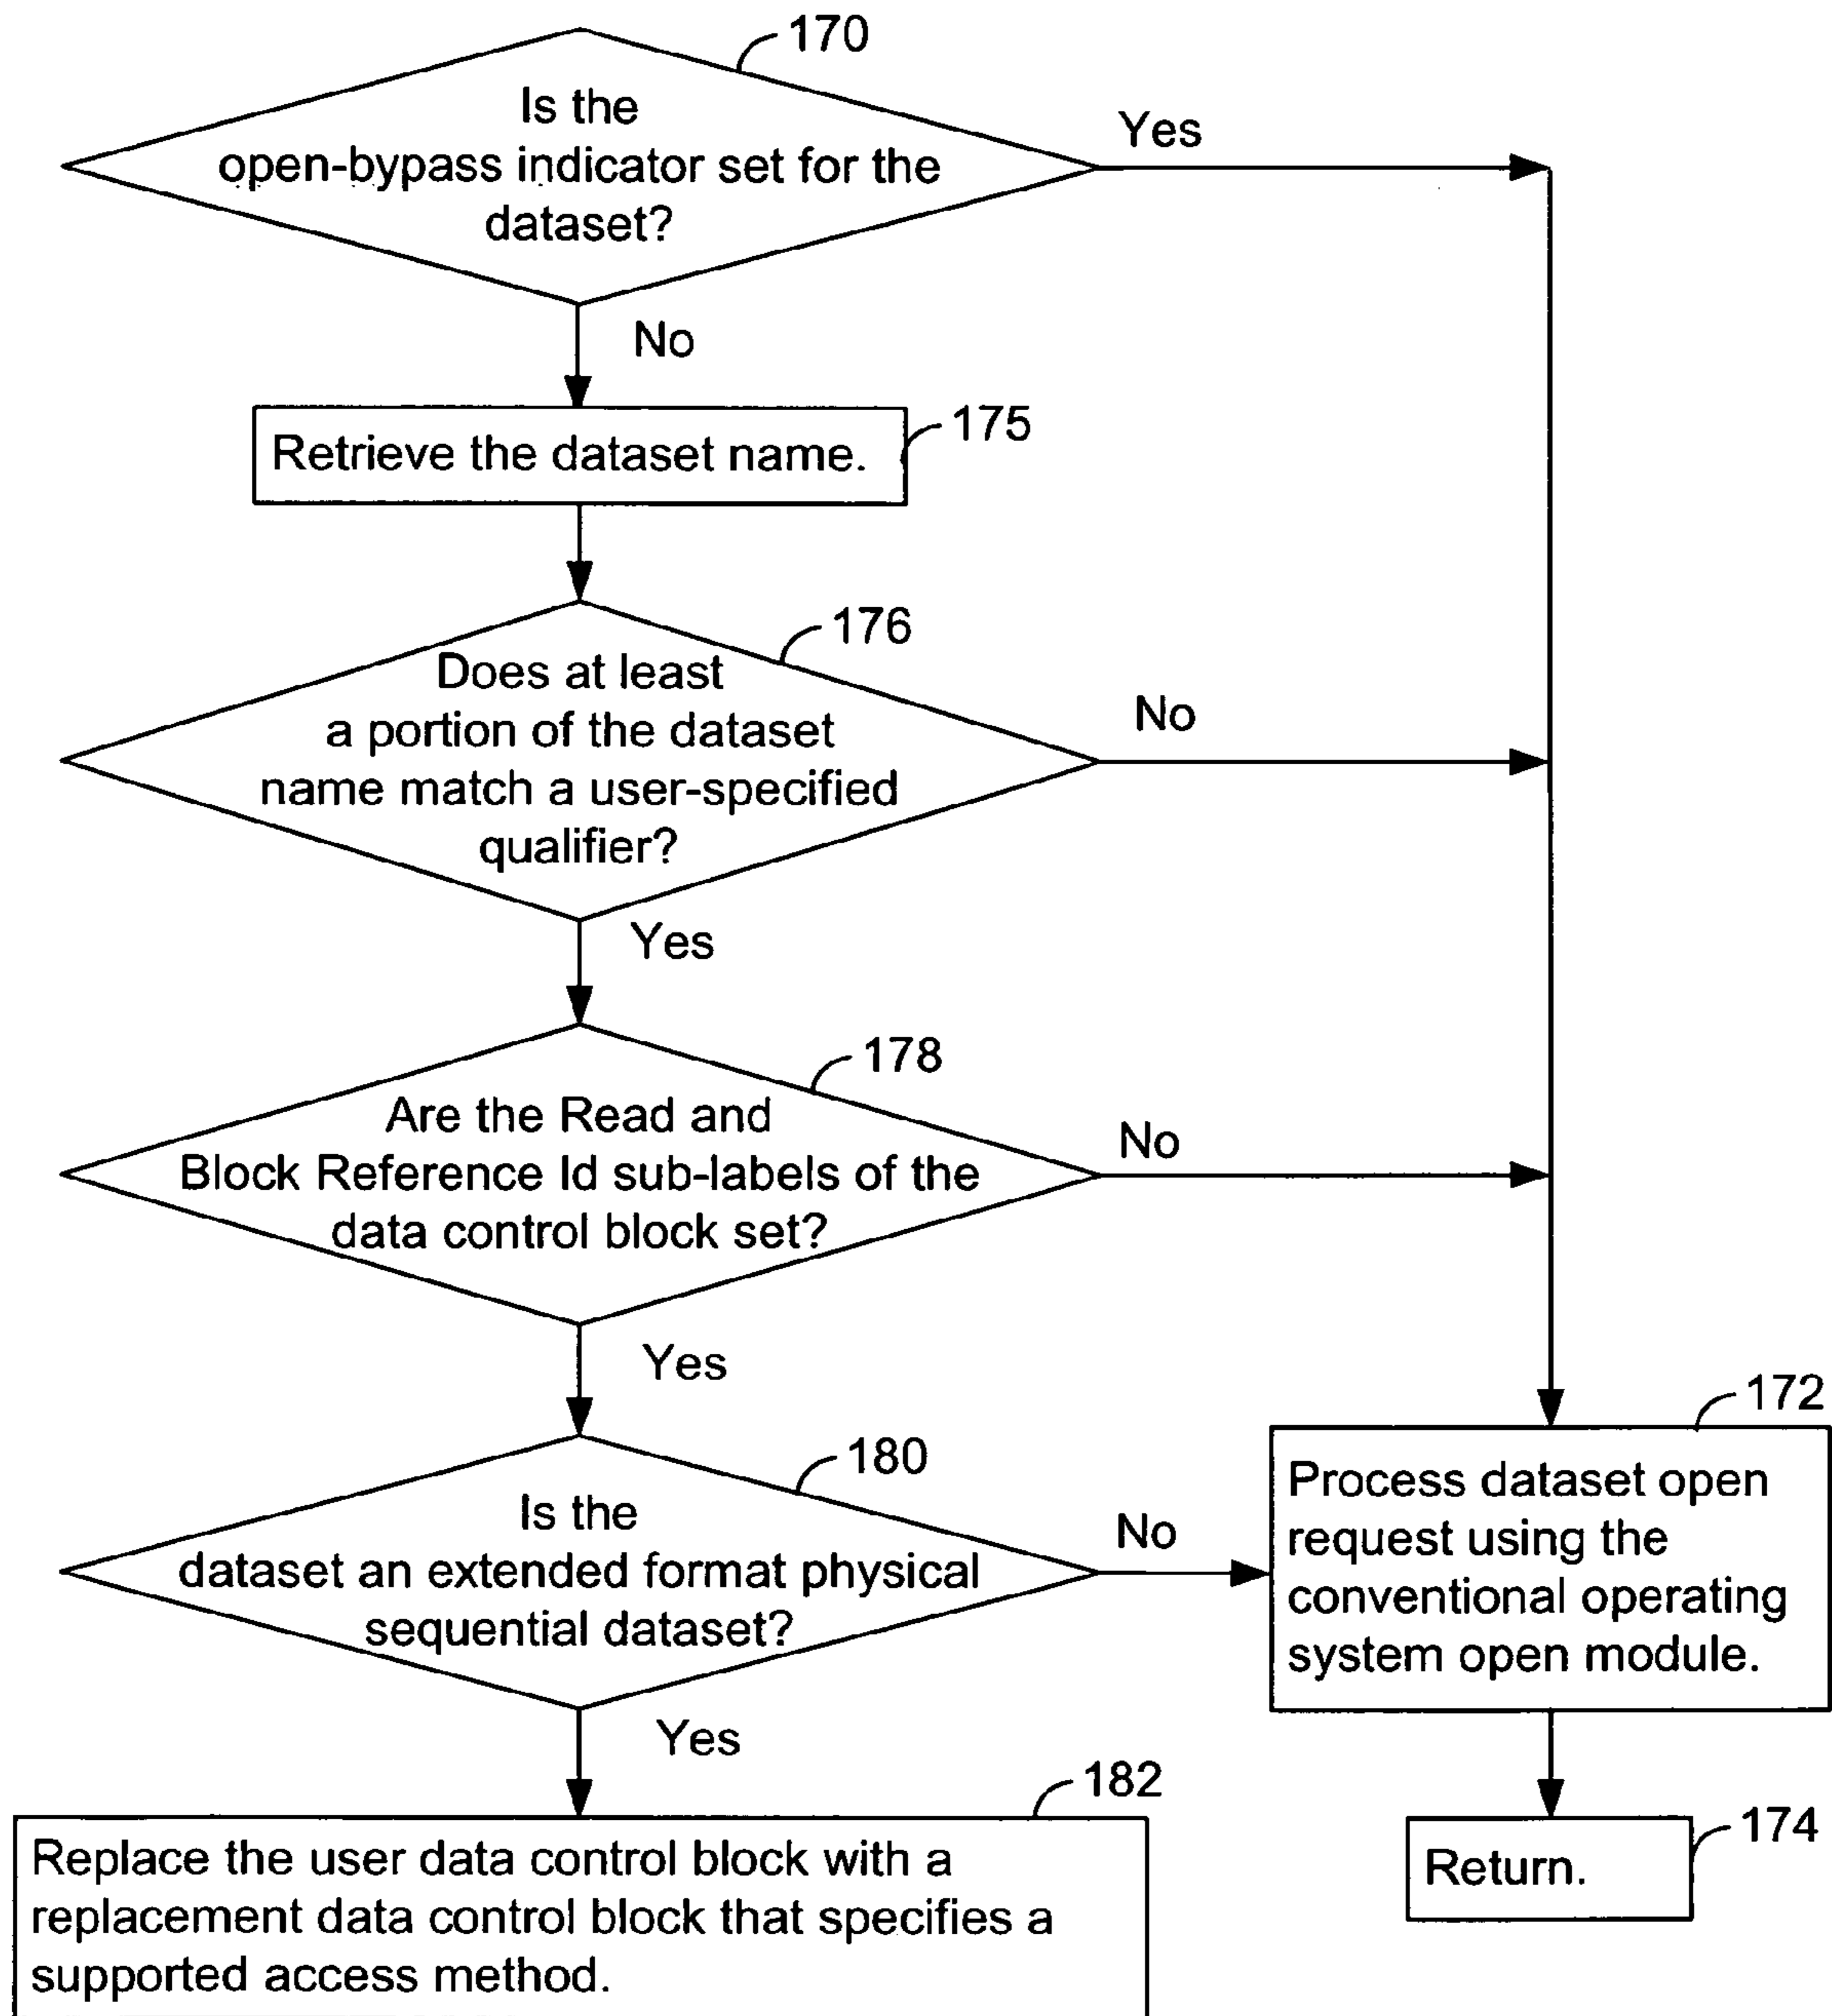 170
Is the
open-bypass indicator set for the
dataset?
Yes
No
Retrieve the dataset name.
175
176
Does at least
a portion of the dataset
name match a user-specified
qualifier?
No
Yes
178
Are the Read and
Block Reference Id sub-labels of the
data control block set?
No
Yes
180
Is the
dataset an extended format physical
sequential dataset?
No
Yes
172
Process dataset open
request using the
conventional operating
system open module.
182
Replace the user data control block with a
replacement data control block that specifies a
supported access method.
174
Return.